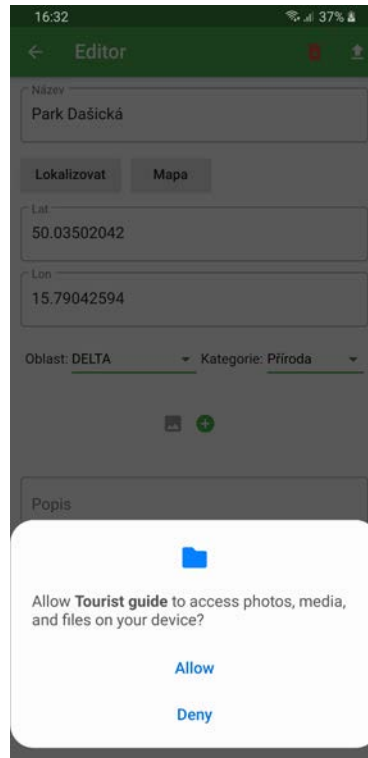 16:32
37%
Editor
Název
Park Dašická
Lokalizovat Mapa
Lat
50.03502042
Lon
15.79042594
Oblast: DELTA Kategorie: Příroda
Popis
Allow Tourist guide to access photos, media,
and files on your device?
Allow
Deny